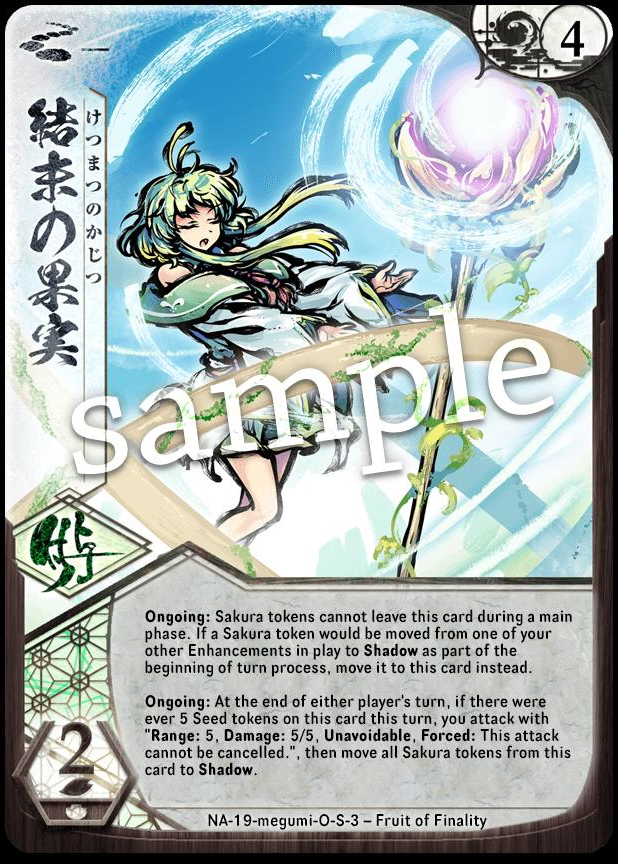 4
結末の果実
けつまつのかじつ
sample
付与
Ongoing: Sakura tokens cannot leave this card during a main
phase. If a Sakura token would be moved from one of your
other Enhancements in play to Shadow as part of the
beginning of turn process, move it to this card instead.
Ongoing: At the end of either player's turn, if there were
ever 5 Seed tokens on this card this turn, you attack with
"Range: 5, Damage: 5/5, Unavoidable, Forced: This attack
cannot be cancelled.", then move all Sakura tokens from this
card to Shadow.
2
NA-19-megumi-O-S-3 – Fruit of Finality